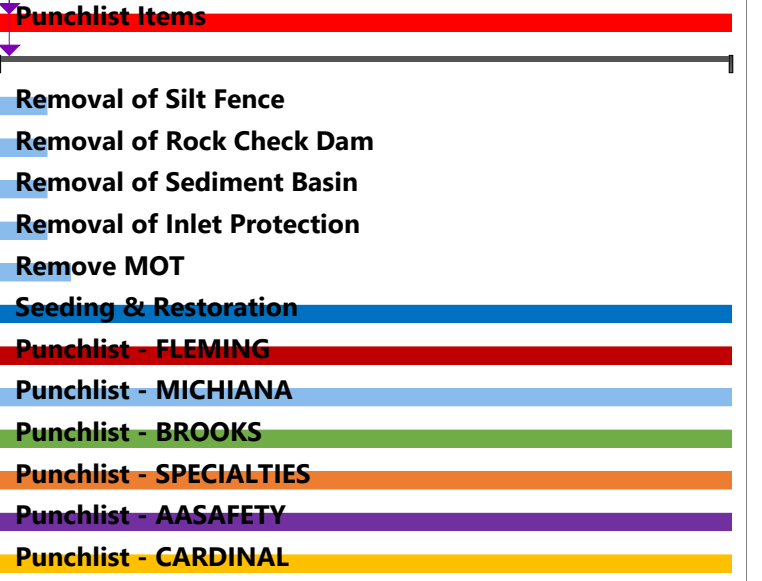 Punchlist Items
Removal of Silt Fence
Removal of Rock Check Dam
Removal of Sediment Basin
Removal of Inlet Protection
Remove MOT
Seeding & Restoration
Punchlist - FLEMING
Punchlist - MICHIANA
Punchlist - BROOKS
Punchlist - SPECIALTIES
Punchlist - AASAFETY
Punchlist - CARDINAL